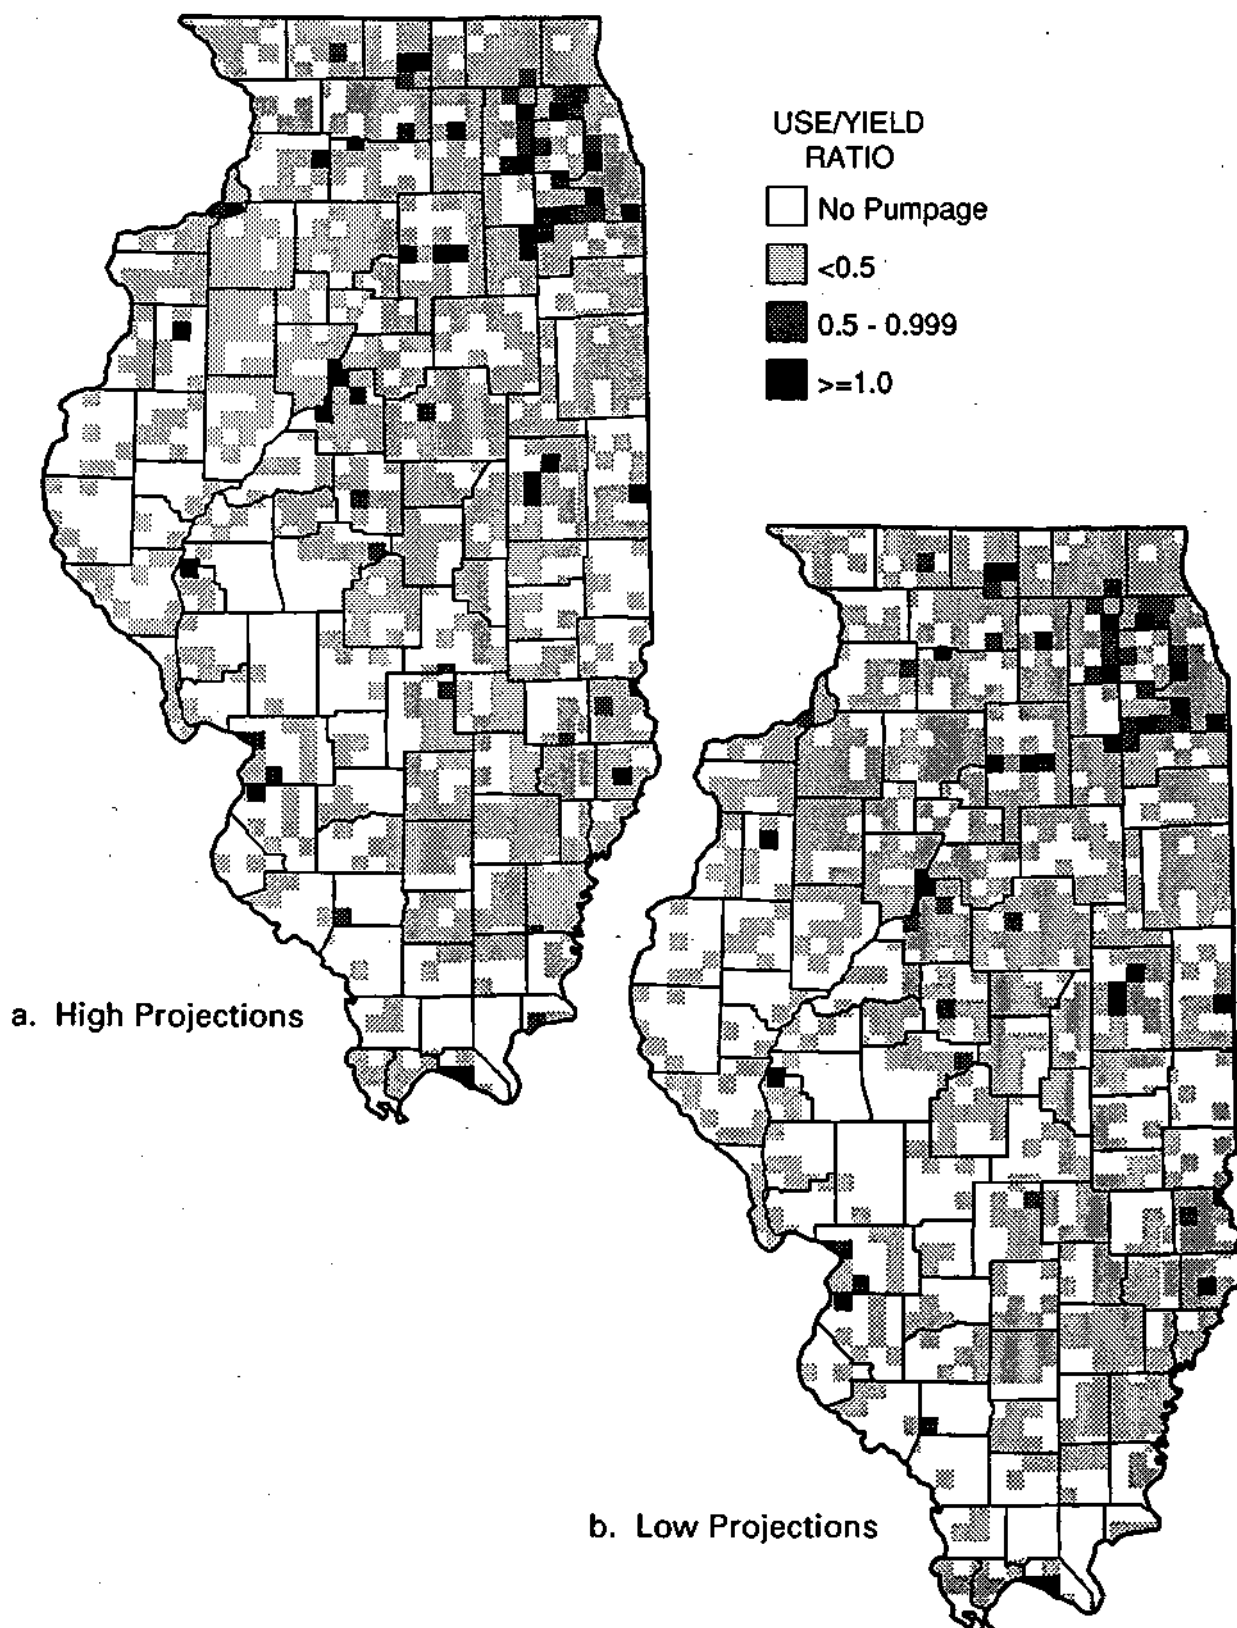 USE/YIELD
RATIO
No Pumpage
<0.5
0.5 - 0.999
>=1.0
a. High Projections
b. Low Projections